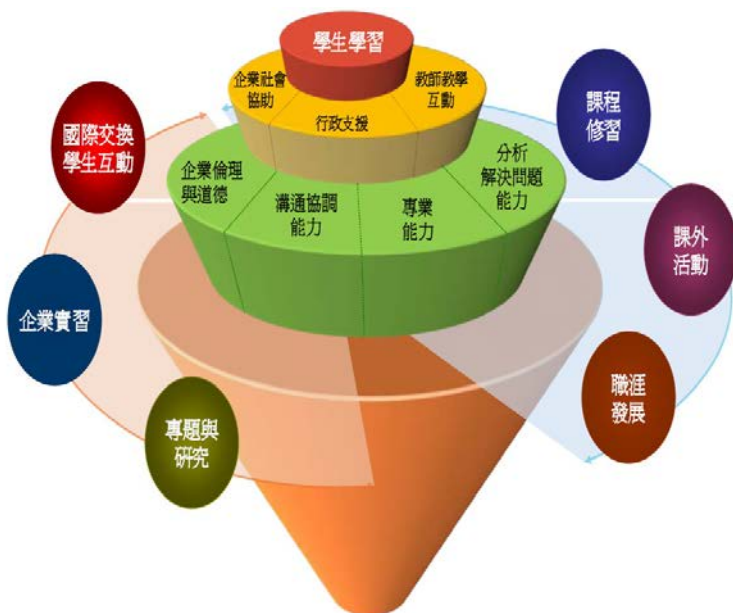 學生學習
企業社會
協助
行政支援
教師教學
互動
企業倫理
與道德
溝通協調
能力
專業
能力
分析
解決問題
能力
國際交換
學生互動
企業實習
專題與
研究
課程
修習
課外
活動
職涯
發展